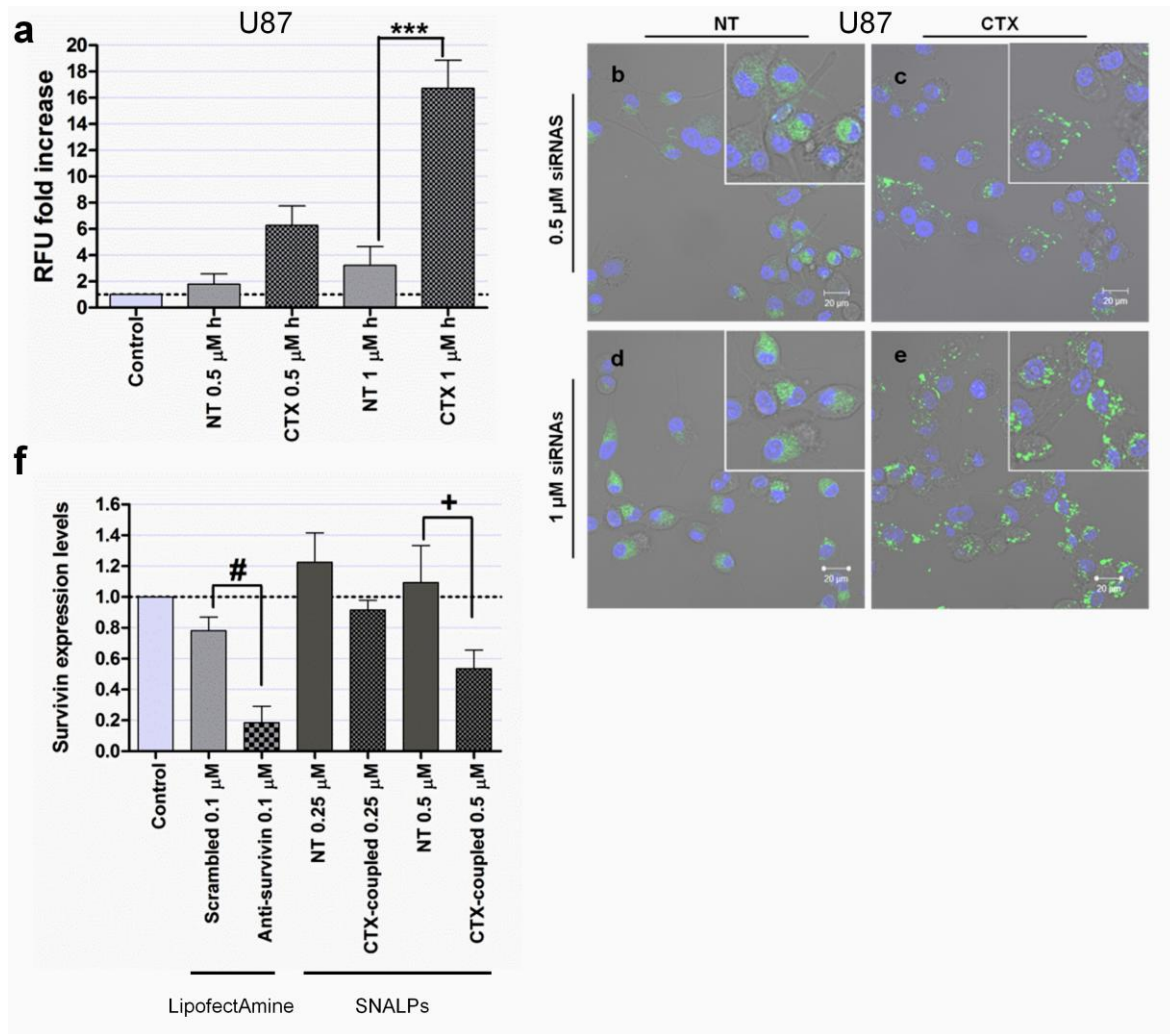 a
U87
***
RFU fold increase
20
18
16
14
12
10
8
6
4
2
0
Control
NT 0.5 µM h
CTX 0.5 µM h
NT 1 µM h
CTX 1 µM h
NT
U87
CTX
0.5 µM siRNAS
1 µM siRNAs
b
20 µm
c
20 µm
d
20 µm
e
20 µm
f
Survivin expression levels
1.6
1.4
1.2
1.0
0.8
0.6
0.4
0.2
0.0
#
+
Control
Scrambled 0.1 µM
Anti-survivin 0.1 µM
NT 0.25 µM
CTX-coupled 0.25 µM
NT 0.5 µM
CTX-coupled 0.5 µM
LipofectAmine
SNALPs